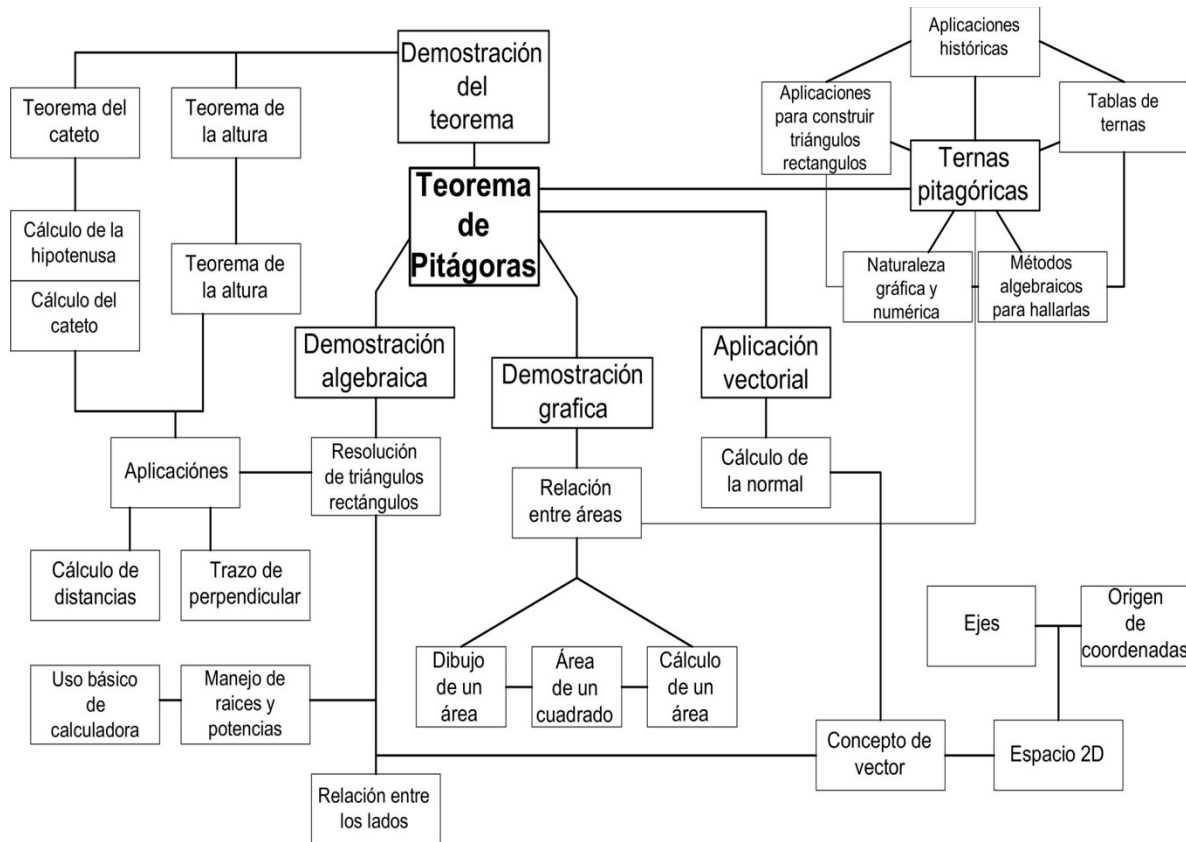 Demostración
del
teorema
Teorema del
cateto
Teorema de
la altura
Cálculo de la
hipotenusa
Cálculo del
cateto
Teorema de
la altura
Teorema
de
Pitágoras
Aplicaciones
históricas
Aplicaciones
para construir
triángulos
rectangulos
Tablas de
ternas
Ternas
pitagóricas
Naturaleza
gráfica y
numérica
Métodos
algebraicos
para hallarlas
Demostración
algebraica
Demostración
grafica
Aplicación
vectorial
Aplicaciónes
Resolución
de triángulos
rectángulos
Relación
entre áreas
Cálculo de
la normal
Cálculo de
distancias
Trazo de
perpendicular
Ejes
Origen
de
coordenadas
Uso básico
de
calculadora
Manejo de
raices y
potencias
Dibujo
de un
área
Área
de un
cuadrado
Cálculo
de un
área
Concepto de
vector
Espacio 2D
Relación entre
los lados